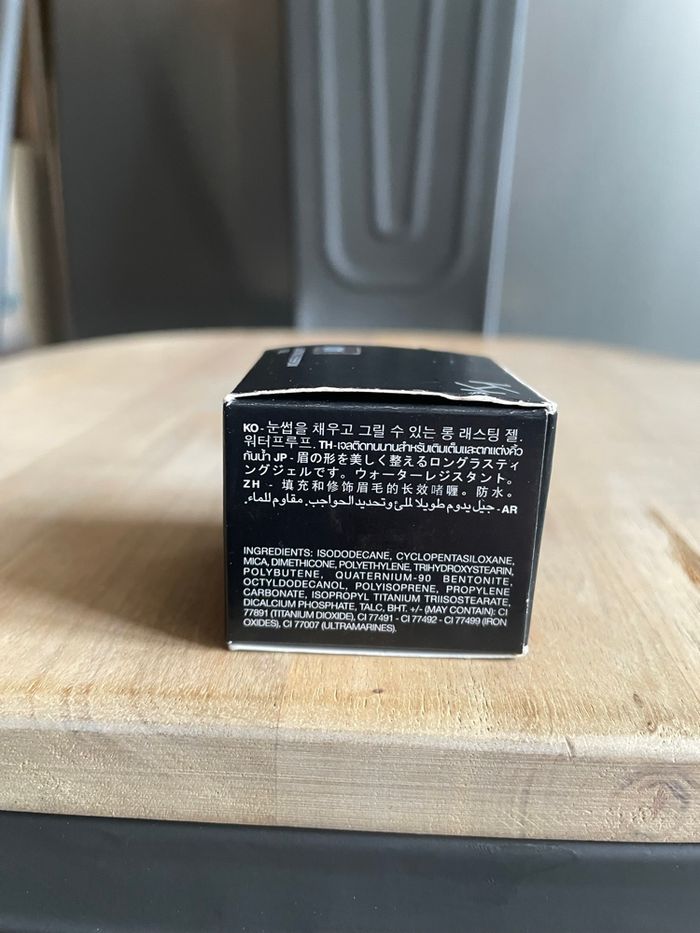 KO - 눈썹을 채우고 그릴 수 있는 롱 래스팅 젤.
워터프루프. TH-เจลติดทนนานสำหรับเติมเต็มและตกแต่งคิ้ว
กันน้ำ JP - 眉の形を美しく整えるロングラスティ
ングジェルです。ウォーターレジスタント。
ZH - 填充和修饰眉毛的长效啫喱。防水。
AR - جيل يدوم طويلا لملئ وتحديد الحواجب. مقاوم للماء.
INGREDIENTS: ISODODECANE, CYCLOPENTASILOXANE,
MICA, DIMETHICONE, POLYETHYLENE, TRIHYDROXYSTEARIN,
POLYBUTENE, QUATERNIUM-90 BENTONITE,
OCTYLDODECANOL, POLYISOPRENE, PROPYLENE
CARBONATE, ISOPROPYL TITANIUM TRIISOSTEARATE,
DICALCIUM PHOSPHATE, TALC, BHT. +/- (MAY CONTAIN): CI
77891 (TITANIUM DIOXIDE), CI 77491 - CI 77492 - CI 77499 (IRON
OXIDES), CI 77007 (ULTRAMARINES).